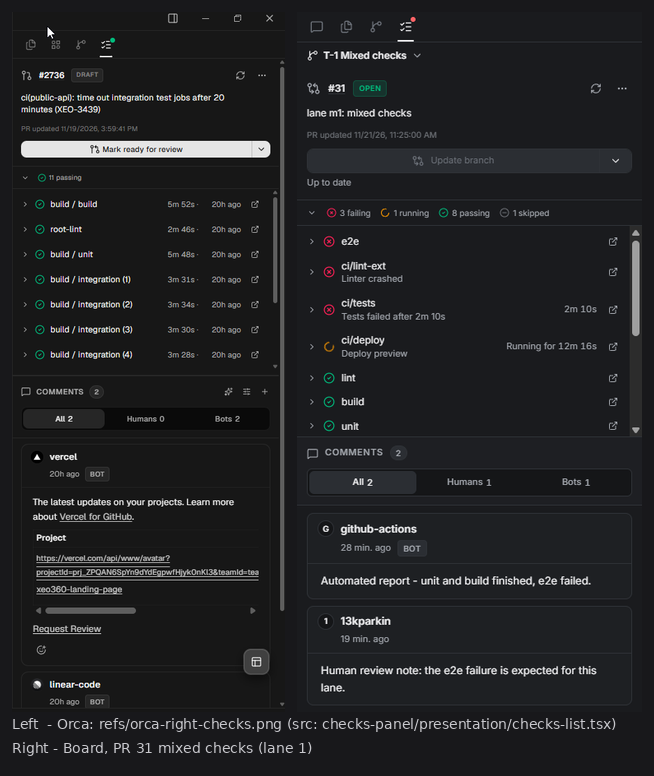 #2736 DRAFT
ci(public-api): time out integration test jobs after 20
minutes (XEO-3439)
PR updated 11/19/2026, 3:59:41 PM
Mark ready for review
11 passing
build / build 5m 52s · 20h ago
root-lint 2m 46s · 20h ago
build / unit 5m 48s · 20h ago
build / integration (1) 3m 31s · 20h ago
build / integration (2) 3m 34s · 20h ago
build / integration (3) 3m 30s · 20h ago
build / integration (4) 3m 28s · 20h ago
COMMENTS 2
All 2 Humans 0 Bots 2
vercel
20h ago BOT
The latest updates on your projects. Learn more
about Vercel for GitHub.
Project
https://vercel.com/api/www/avatar?
projectId=prj_ZPQAN6SpYn9dYdEgpwfHjykOnKl3&teamId=tea
xeo360-landing-page
Request Review
linear-code
20h ago BOT
T-1 Mixed checks
#31 OPEN
lane m1: mixed checks
PR updated 11/21/26, 11:25:00 AM
Update branch
Up to date
3 failing 1 running 8 passing 1 skipped
e2e
ci/lint-ext
Linter crashed
ci/tests
Tests failed after 2m 10s 2m 10s
ci/deploy
Deploy preview Running for 12m 16s
lint
build
unit
COMMENTS 2
All 2 Humans 1 Bots 1
G github-actions
28 min. ago BOT
Automated report - unit and build finished, e2e failed.
1 13kparkin
19 min. ago
Human review note: the e2e failure is expected for this
lane.
Left - Orca: refs/orca-right-checks.png (src: checks-panel/presentation/checks-list.tsx)
Right - Board, PR 31 mixed checks (lane 1)